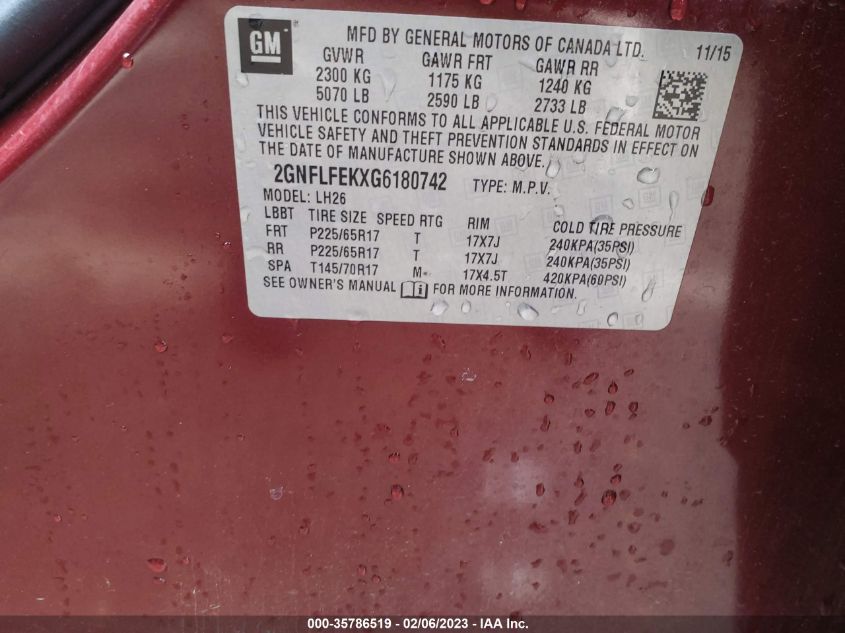 GM
MFD BY GENERAL MOTORS OF CANADA LTD. 11/15
GVWR GAWR FRT GAWR RR
2300 KG 1175 KG 1240 KG
5070 LB 2590 LB 2733 LB
THIS VEHICLE CONFORMS TO ALL APPLICABLE U.S. FEDERAL MOTOR
VEHICLE SAFETY AND THEFT PREVENTION STANDARDS IN EFFECT ON
THE DATE OF MANUFACTURE SHOWN ABOVE.
2GNFLFEKXG6180742 TYPE: M.P.V.
MODEL: LH26
LBBT TIRE SIZE SPEED RTG RIM COLD TIRE PRESSURE
FRT P225/65R17 T 17X7J 240KPA(35PSI)
RR P225/65R17 T 17X7J 240KPA(35PSI)
SPA T145/70R17 M 17X4.5T 420KPA(60PSI)
SEE OWNER'S MANUAL FOR MORE INFORMATION.
000-35786519 - 02/06/2023 - IAA Inc.